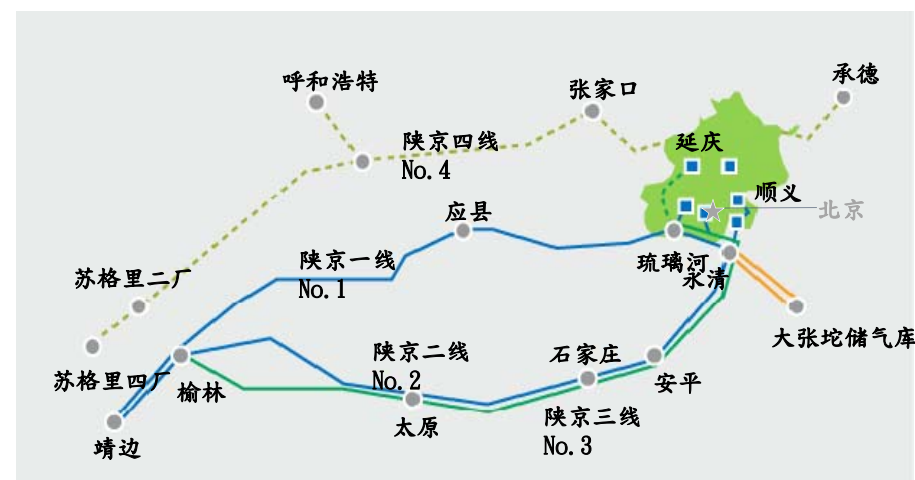 呼和浩特
张家口
承德
陕京四线
No.4
延庆
顺义
北京
应县
琉璃河
永清
陕京一线
No.1
苏格里二厂
苏格里四厂
榆林
靖边
陕京二线
No.2
太原
石家庄
安平
陕京三线
No.3
大张坨储气库